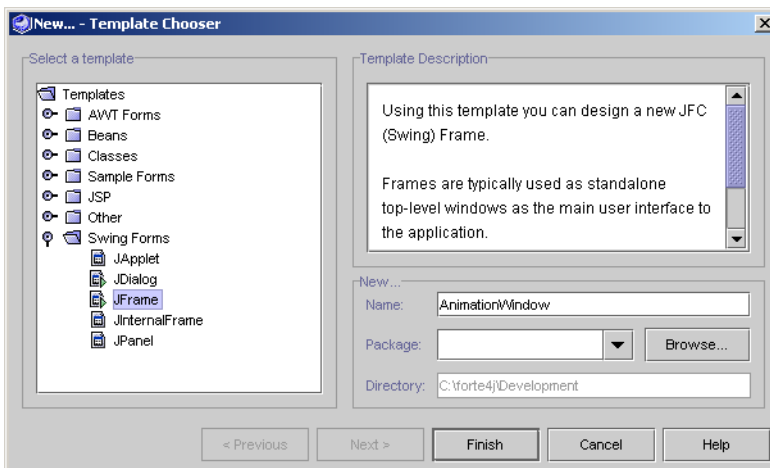 New... - Template Chooser
Select a template
Templates
AWT Forms
Beans
Classes
Sample Forms
JSP
Other
Swing Forms
JApplet
JDialog
JFrame
JInternalFrame
JPanel
Template Description
Using this template you can design a new JFC
(Swing) Frame.
Frames are typically used as standalone
top-level windows as the main user interface to
the application.
New...
Name: AnimationWindow
Package: Browse...
Directory: C:\forte4j\Development
< Previous Next > Finish Cancel Help